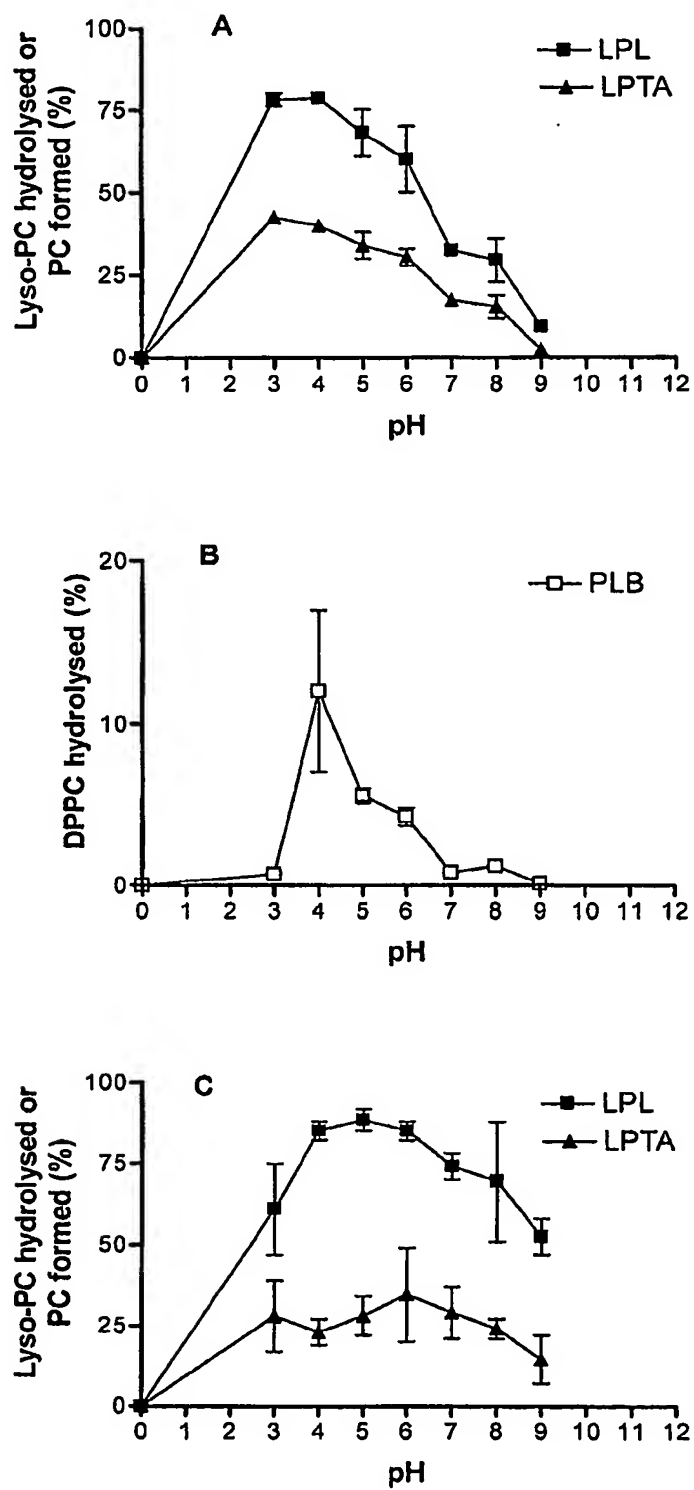 A
Lyso-PC hydrolysed or
PC formed (%)
100
75
50
25
0
LPL
LPTA
0 1 2 3 4 5 6 7 8 9 10 11 12
pH
B
DPPC hydrolysed (%)
20
10
0
PLB
0 1 2 3 4 5 6 7 8 9 10 11 12
pH
C
Lyso-PC hydrolysed or
PC formed (%)
100
75
50
25
0
LPL
LPTA
0 1 2 3 4 5 6 7 8 9 10 11 12
pH